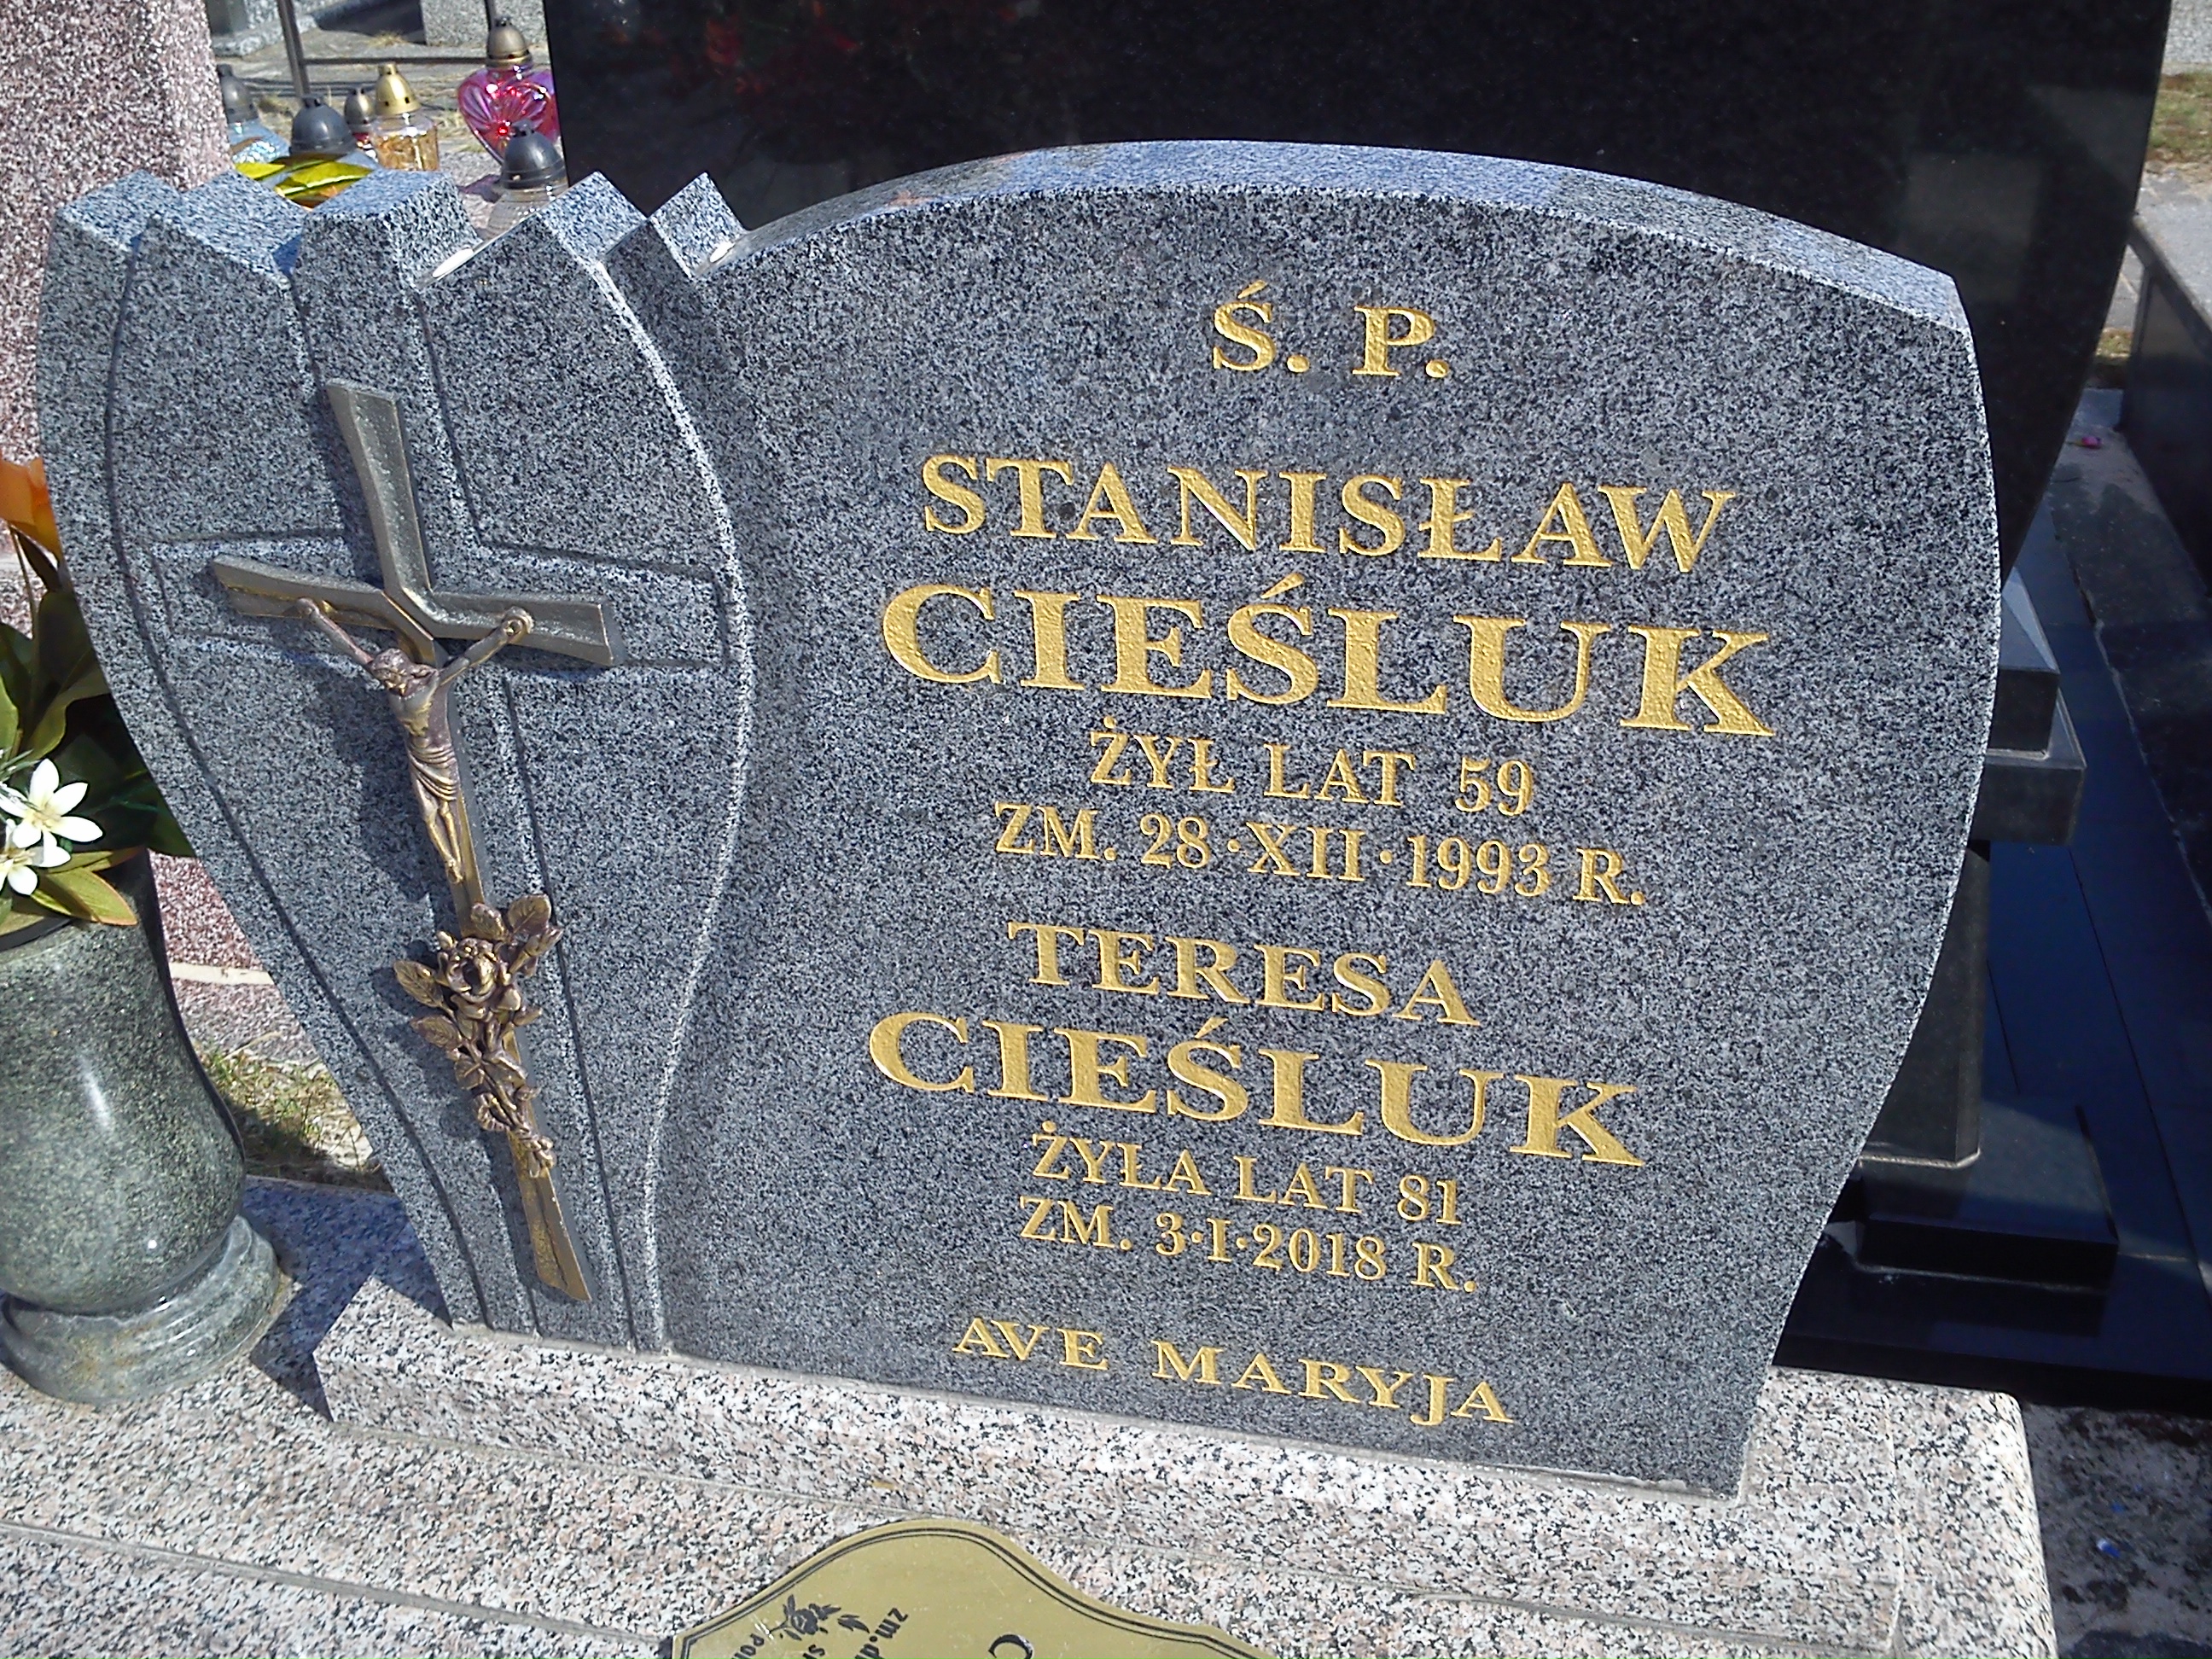 Ś. P.
STANISŁAW
CIEŚLUK
ŻYŁ LAT 59
ZM. 28·XII·1993 R.
TERESA
CIEŚLUK
ŻYŁA LAT 81
ZM. 3·I·2018 R.
AVE MARYJA